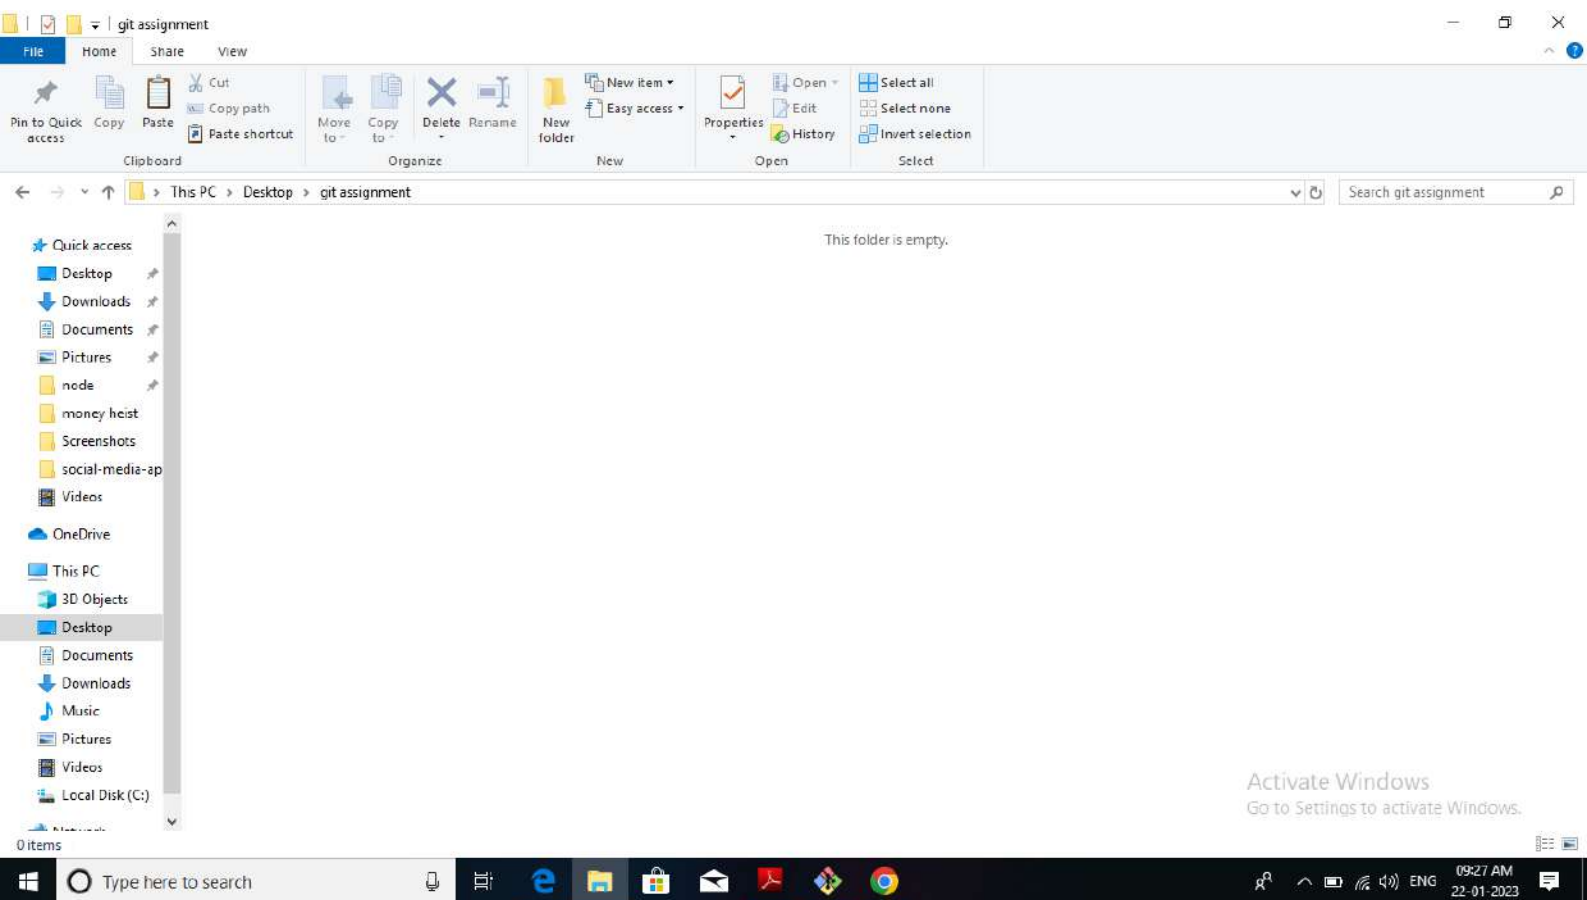 git assignment
File Home Share View
Pin to Quick access
Copy
Paste
Cut
Copy path
Paste shortcut
Clipboard
Move to
Copy to
Delete
Rename
Organize
New folder
New item
Easy access
New
Properties
Open
Edit
History
Open
Select all
Select none
Invert selection
Select
This PC > Desktop > git assignment
Search git assignment
This folder is empty.
Quick access
Desktop
Downloads
Documents
Pictures
node
money heist
Screenshots
social-media-ap
Videos
OneDrive
This PC
3D Objects
Desktop
Documents
Downloads
Music
Pictures
Videos
Local Disk (C:)
Activate Windows
Go to Settings to activate Windows.
0 items
Type here to search
ENG
09:27 AM
22-01-2023